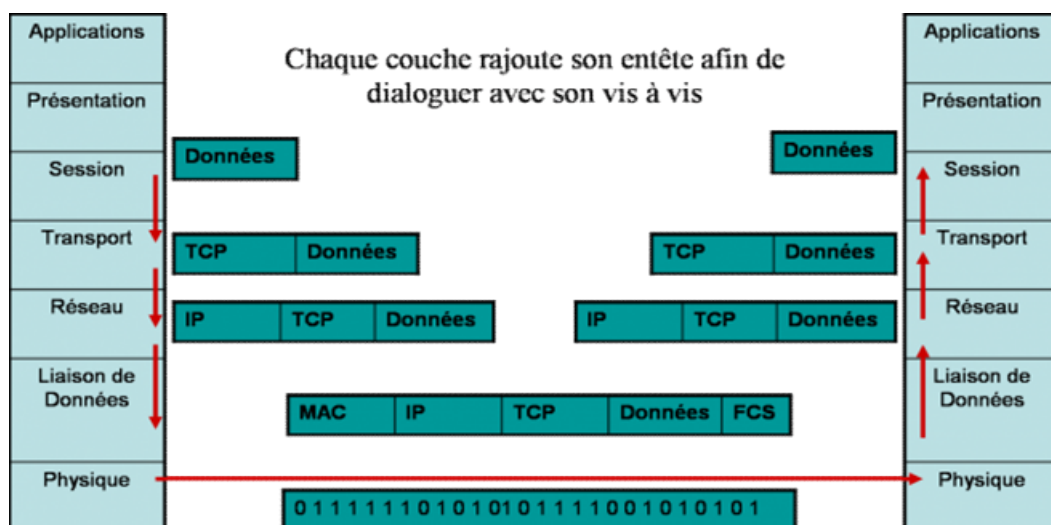 Applications
Présentation
Session
Transport
Réseau
Liaison de
Données
Physique
Chaque couche rajoute son entête afin de
dialoguer avec son vis à vis
Données
Données
TCP Données
TCP Données
IP TCP Données
IP TCP Données
MAC IP TCP Données FCS
0 1 1 1 1 1 1 0 1 0 1 0 1 0 1 1 1 1 0 0 1 0 1 0 1 0 1
Applications
Présentation
Session
Transport
Réseau
Liaison de
Données
Physique